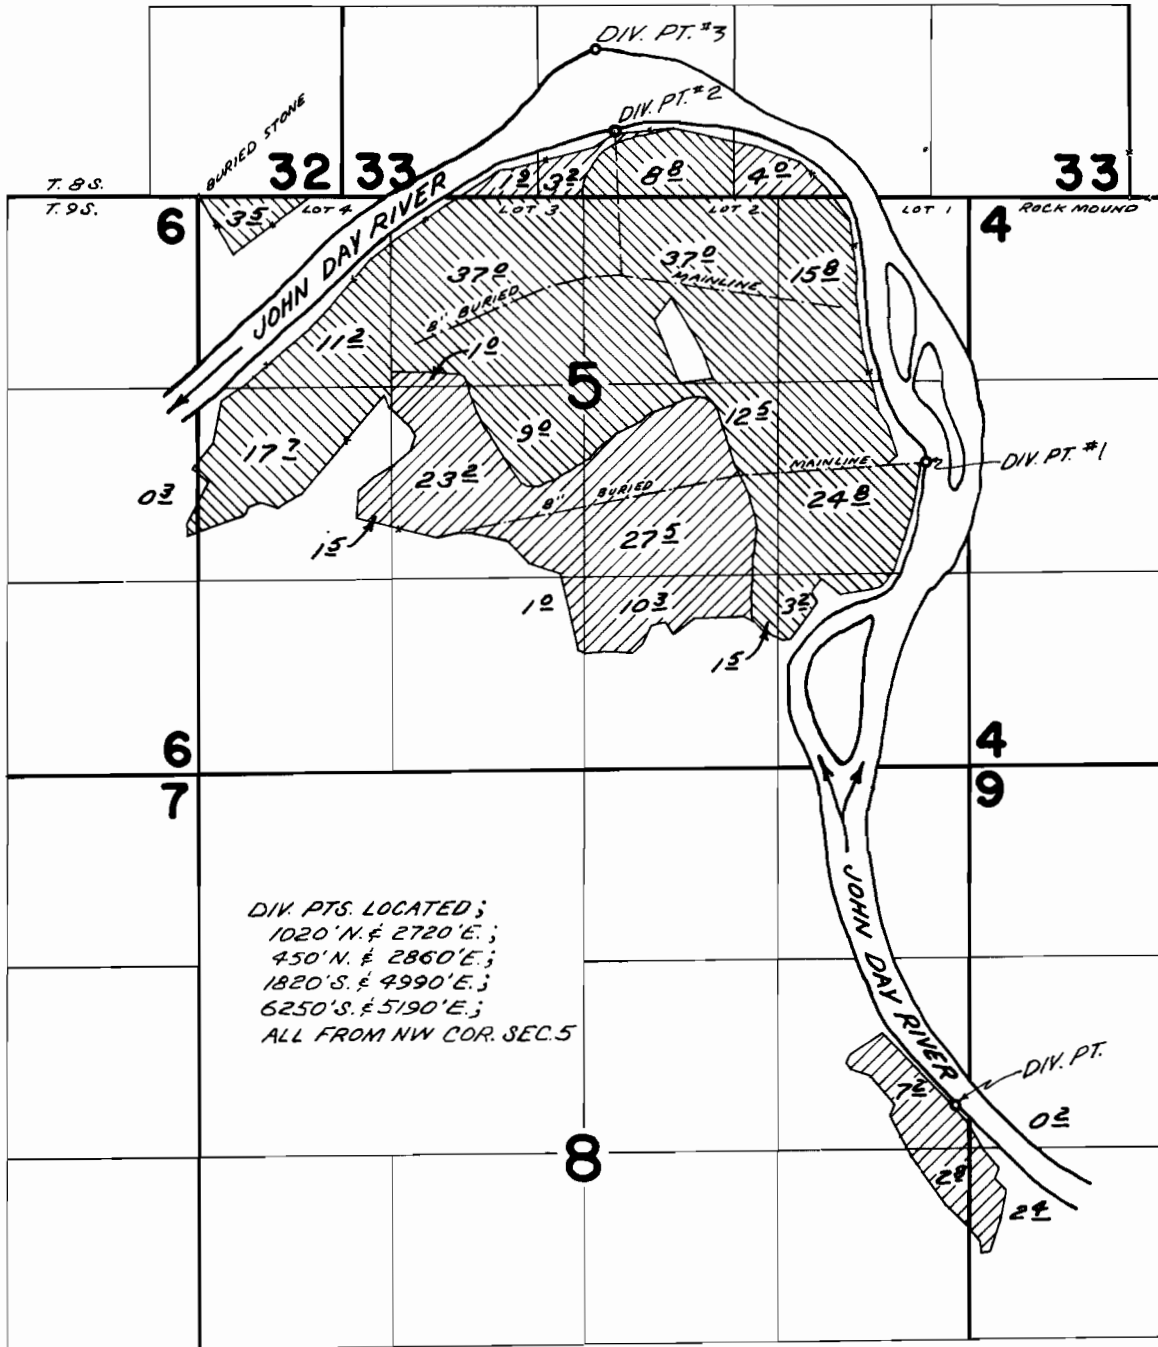 DIV. PT. #3
DIV. PT. #2
BURIED STONE
32 33 33
T. 8 S.
T. 9 S.
1 9 3 2 8 8 4 0
6 3 5 LOT 4 LOT 3 LOT 2 LOT 1 4 ROCK MOUND
JOHN DAY RIVER
37 0 37 0 15 8
8" BURIED MAINLINE
11 2 1 0
5
9 0 12 5
17 7 23 2 MAINLINE DIV. PT. #1
0 3 8" BURIED 24 8
1 5 27 5
1 0 10 3 3 2
1 5
6 4
7 9
JOHN DAY RIVER
DIV. PTS. LOCATED;
1020' N. & 2720' E.;
450' N. & 2860' E.;
1820' S. & 4990' E.;
6250' S. & 5190' E.;
ALL FROM NW COR. SEC. 5
DIV. PT.
7 2 0 2
8
2 4